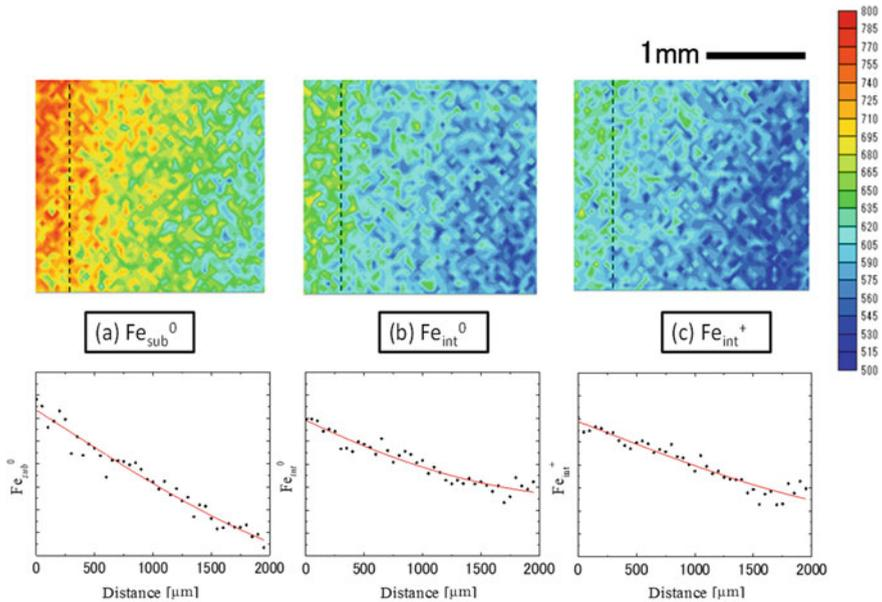 1mm
800
785
770
755
740
725
710
695
680
665
650
635
620
605
590
575
560
545
530
515
500
(a) Fe_sub^0
(b) Fe_int^0
(c) Fe_int^+
Fe_sub^0
0 500 1000 1500 2000
Distance [μm]
Fe_int^0
0 500 1000 1500 2000
Distance [μm]
Fe_int^+
0 500 1000 1500 2000
Distance [μm]